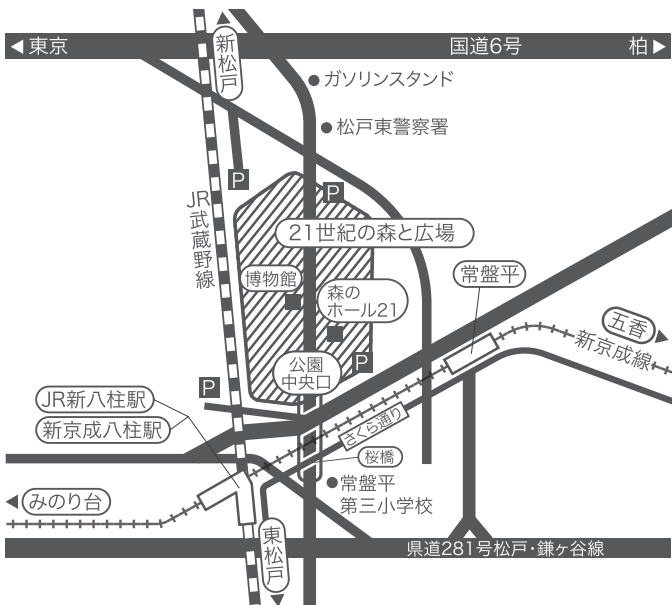 東京
国道6号
柏
新松戸
ガソリンスタンド
松戸東警察署
P
P
JR武蔵野線
21世紀の森と広場
博物館
森の
ホール21
常盤平
五香
新京成線
公園
中央口
P
P
JR新八柱駅
新京成八柱駅
さくら通り
桜橋
みのり台
常盤平
第三小学校
東松戸
県道281号松戸・鎌ヶ谷線